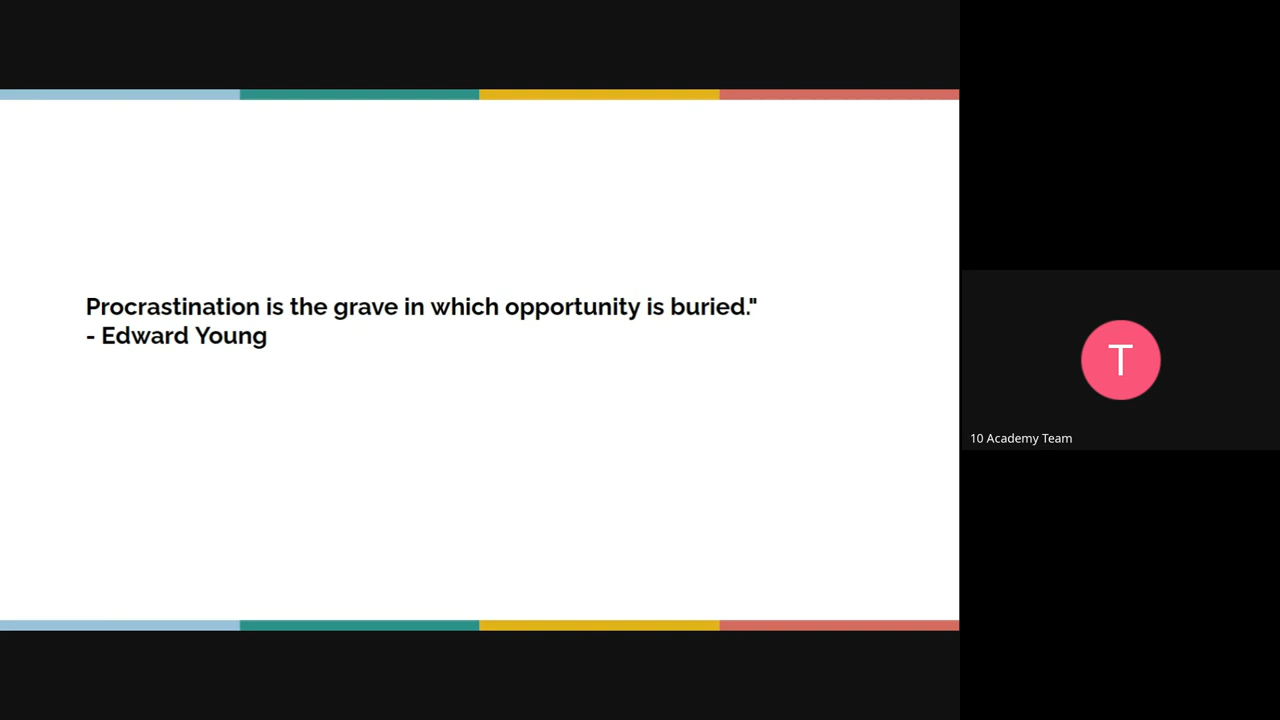 Procrastination is the grave in which opportunity is buried."
- Edward Young
T
10 Academy Team